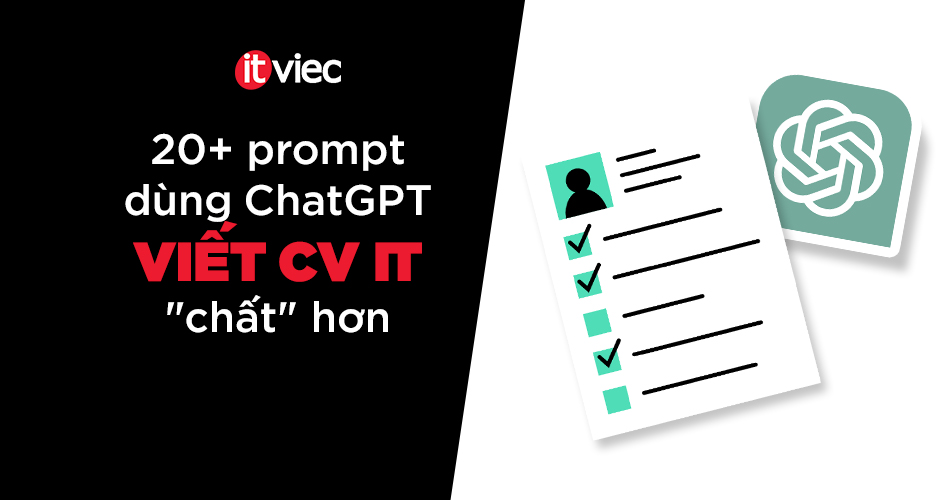 itviec
20+ prompt
dùng ChatGPT
VIẾT CV IT
"chất" hơn